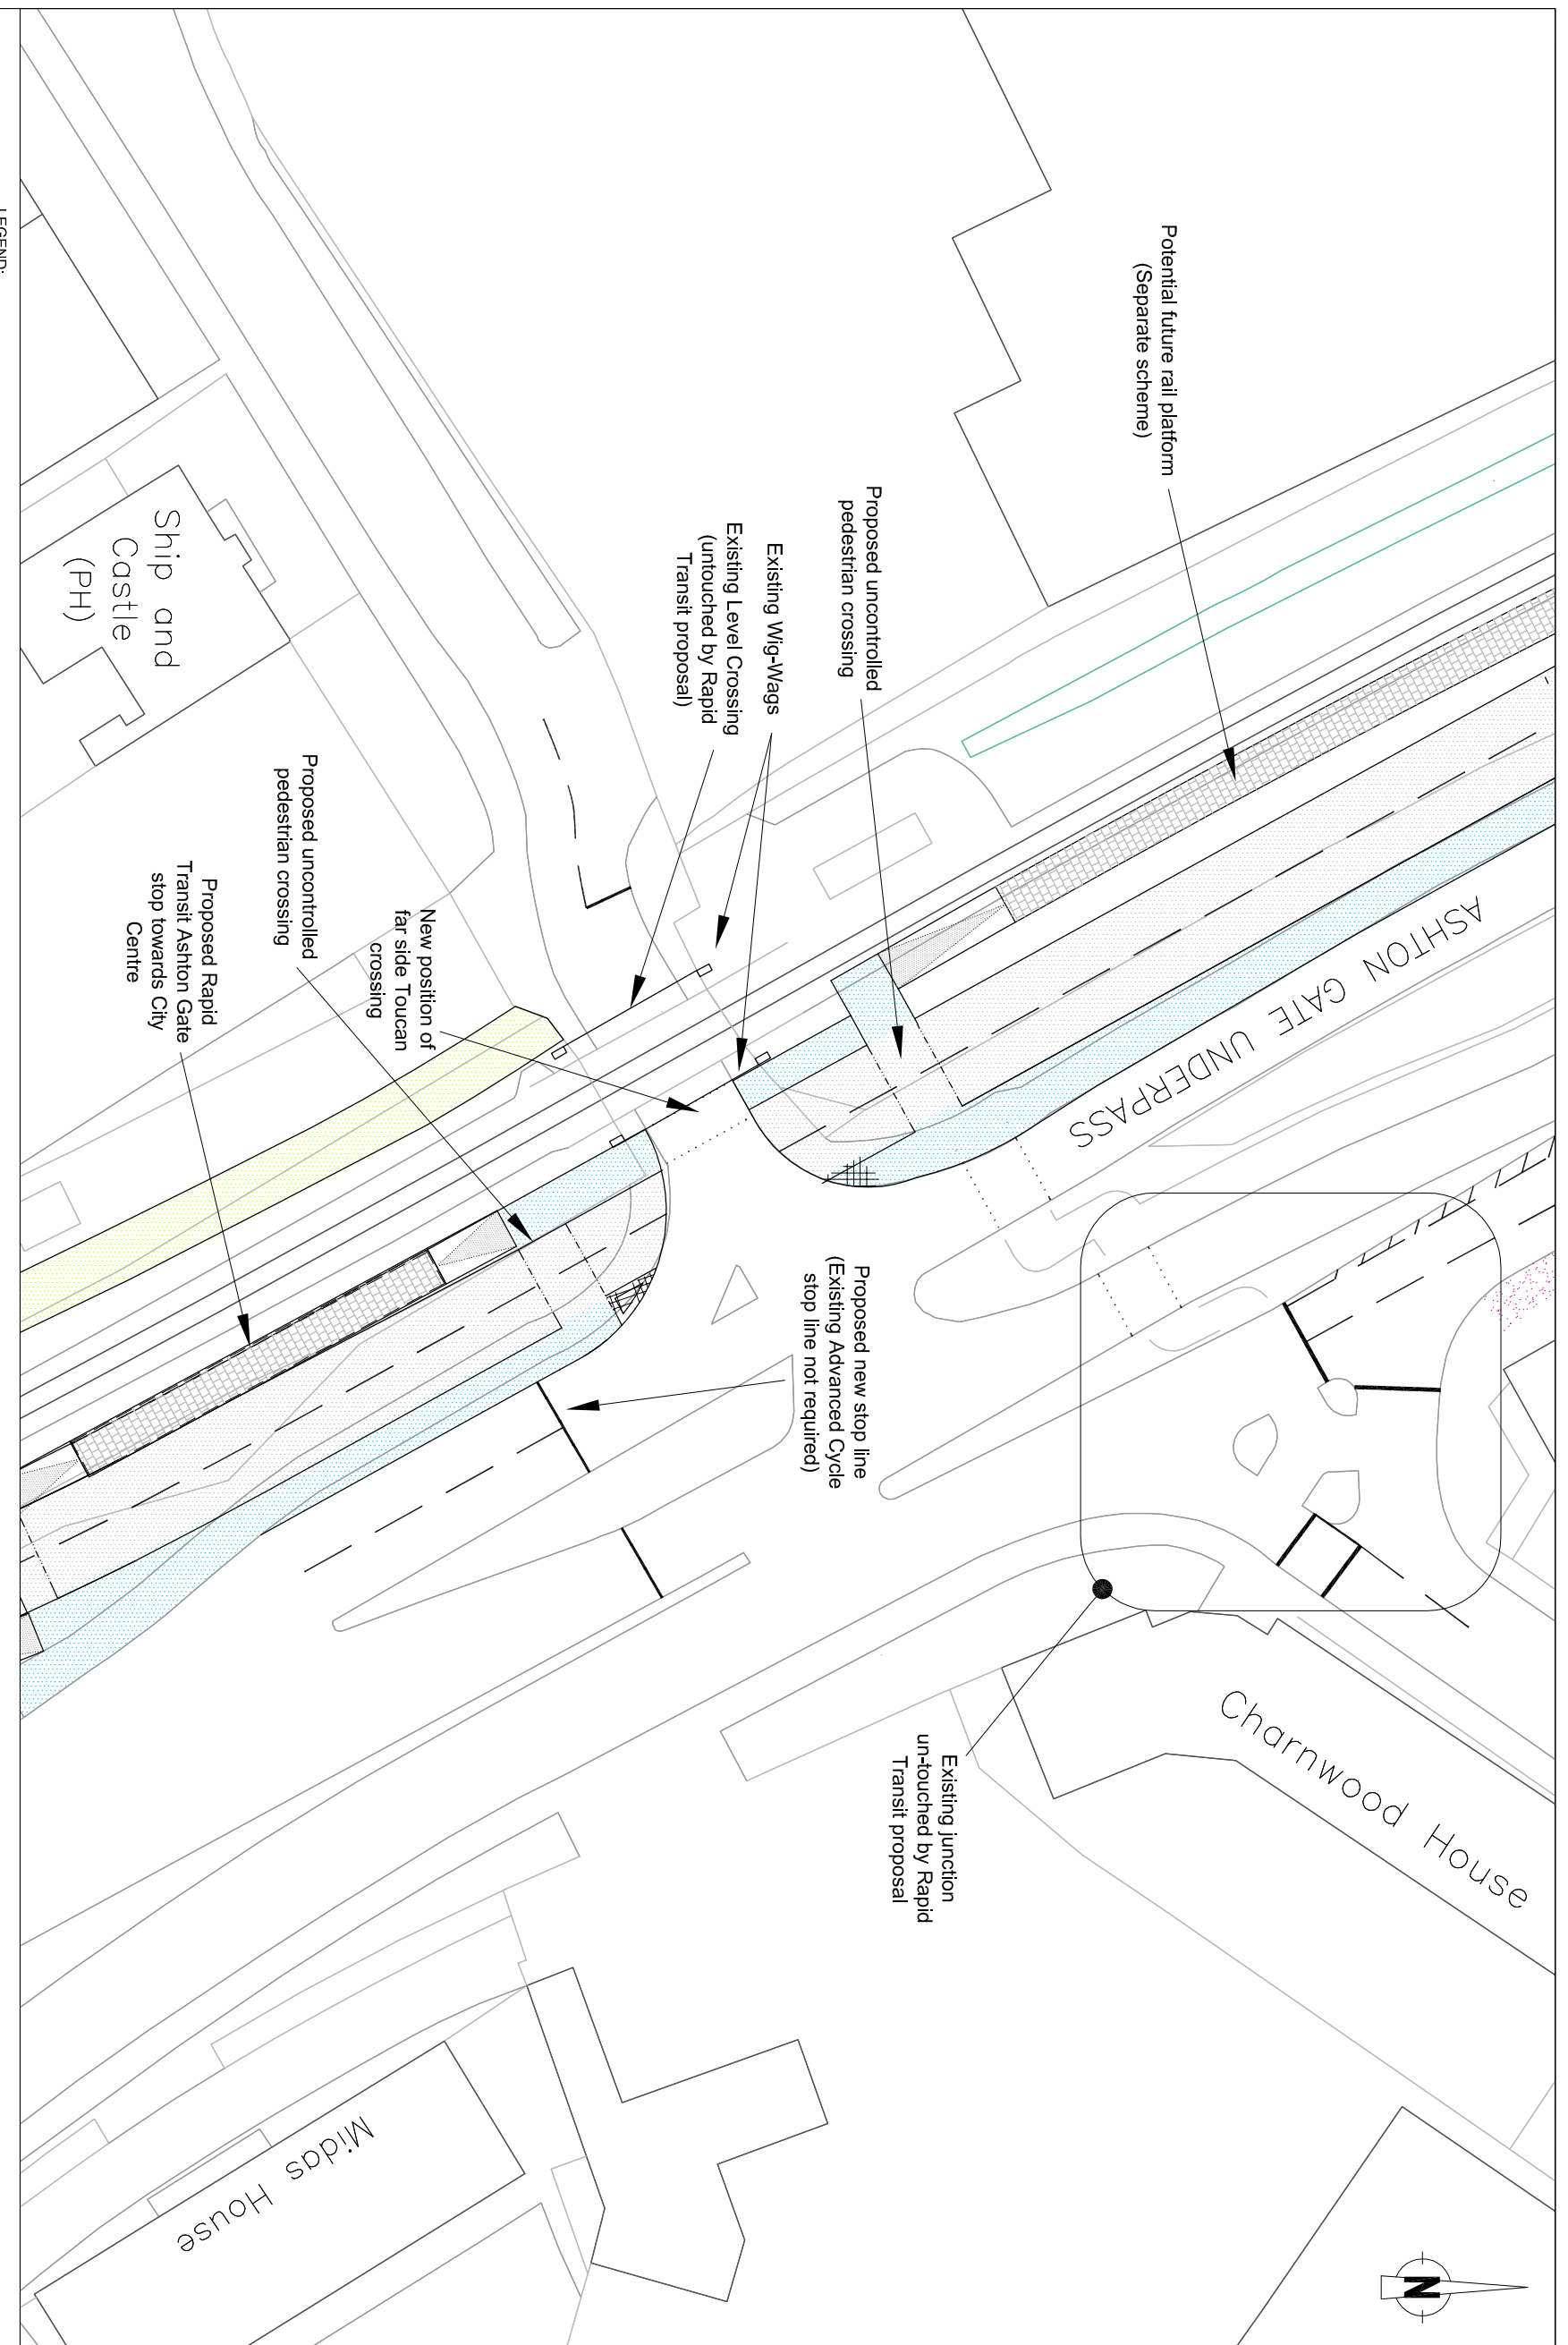 Potential future rail platform
(Separate scheme)
Proposed uncontrolled
pedestrian crossing
Existing Wig-Wags
Existing Level Crossing
(untouched by Rapid
Transit proposal)
ASHTON GATE UNDERPASS
Ship and
Castle
(PH)
Proposed uncontrolled
pedestrian crossing
New position of
far side Toucan
crossing
Proposed Rapid
Transit Ashton Gate
stop towards City
Centre
Proposed new stop line
(Existing Advanced Cycle
stop line not required)
Existing junction
un-touched by Rapid
Transit proposal
Charnwood House
Midas House
N
LEGEND: